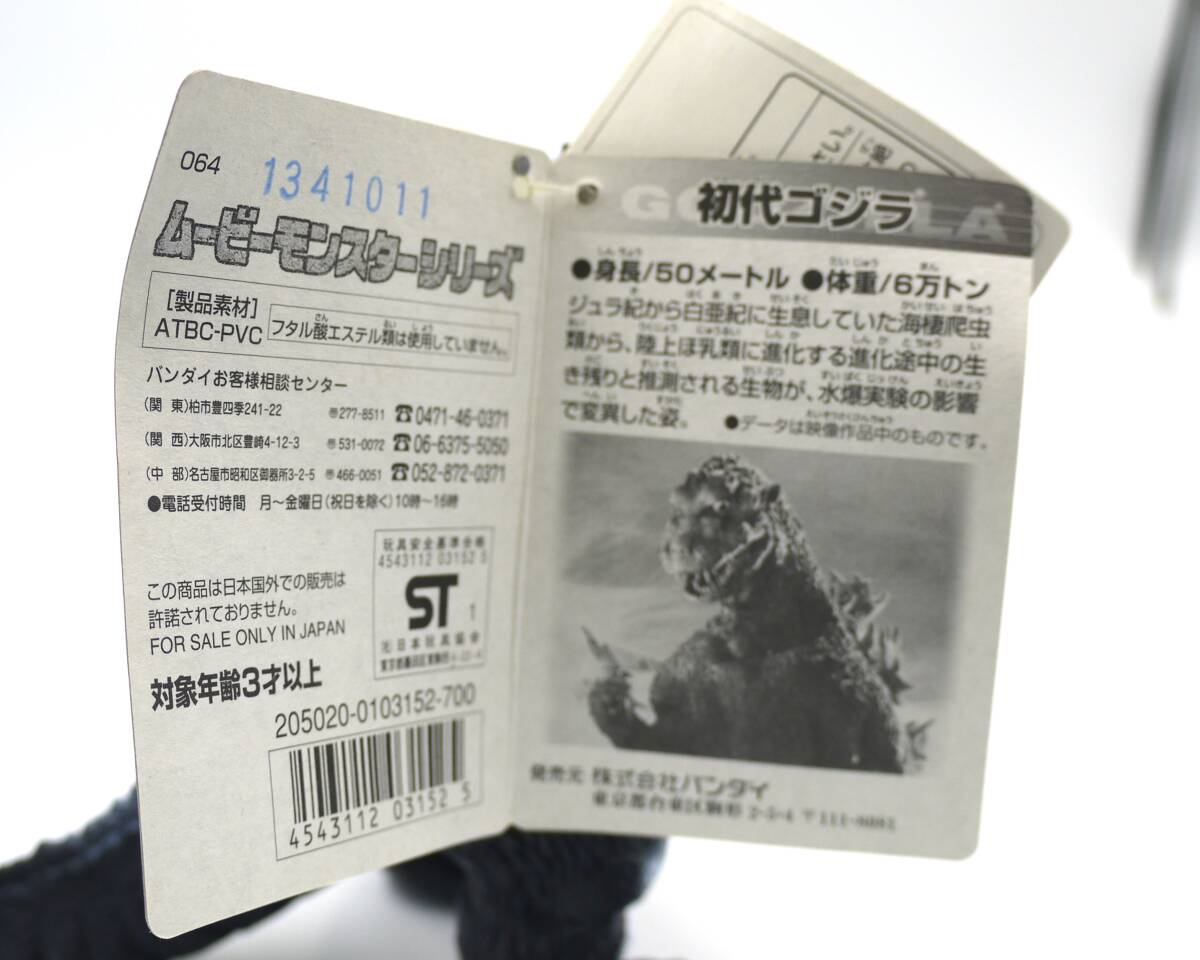 064
1341011
ムービーモンスターシリーズ
[製品素材]
ATBC-PVC
フタル酸エステル類は使用していません。
バンダイお客様相談センター
(関 東)柏市豊四季241-22 〠277-8511 ☎0471-46-0371
(関 西)大阪市北区豊崎4-12-3 〠531-0072 ☎06-6375-5050
(中 部)名古屋市昭和区御器所3-2-5 〠466-0051 ☎052-872-0371
●電話受付時間 月〜金曜日(祝日を除く)10時〜16時
玩具安全基準合格
4543112 03152 5
ST
1
この商品は日本国外での販売は
許諾されておりません。
FOR SALE ONLY IN JAPAN
対象年齢3才以上
205020-0103152-700
4543112 03152 5
初代ゴジラ
●身長/50メートル ●体重/6万トン
ジュラ紀から白亜紀に生息していた海棲爬虫
類から、陸上ほ乳類に進化する進化途中の生
き残りと推測される生物が、水爆実験の影響
で変異した姿。
●データは映像作品中のものです。
発売元 株式会社バンダイ
東京都台東区駒形 2-5-4